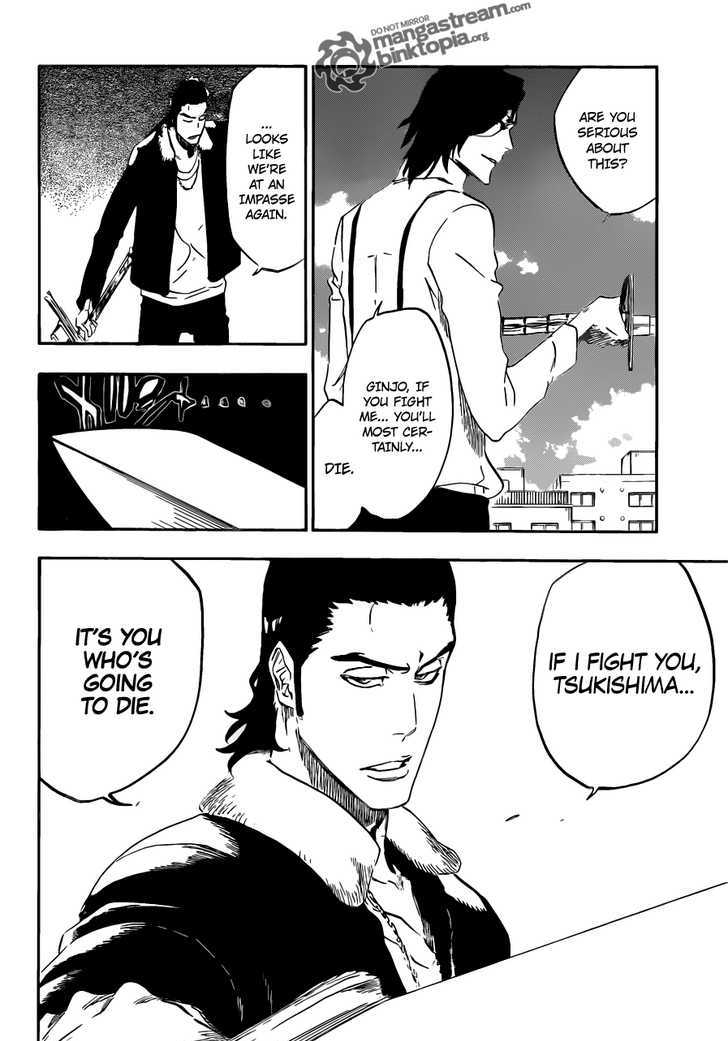 DO NOT MIRROR
mangastream.com
binktopia.org
ARE YOU
SERIOUS
ABOUT
THIS?
GINJO, IF
YOU FIGHT
ME... YOU'LL
MOST CER-
TAINLY...
DIE.
...
LOOKS
LIKE
WE'RE
AT AN
IMPASSE
AGAIN.
IF I FIGHT YOU,
TSUKISHIMA...
IT'S YOU
WHO'S
GOING
TO DIE.